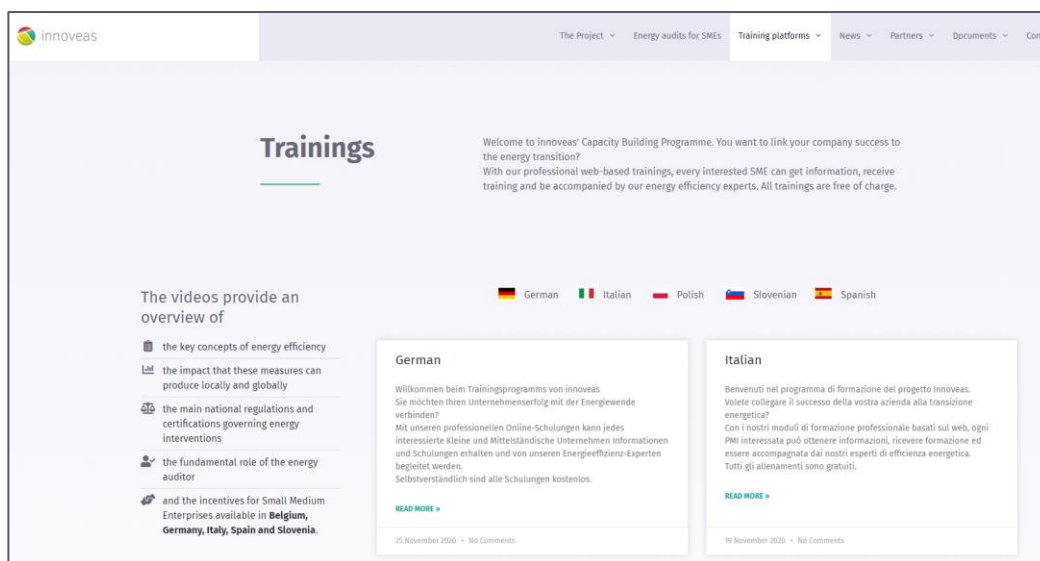 innoveas
The Project
Energy audits for SMEs
Training platforms
News
Partners
Documents
Con
Trainings
Welcome to innoveas' Capacity Building Programme. You want to link your company success to
the energy transition?
With our professional web-based trainings, every interested SME can get information, receive
training and be accompanied by our energy efficiency experts. All trainings are free of charge.
The videos provide an
overview of
the key concepts of energy efficiency
the impact that these measures can
produce locally and globally
the main national regulations and
certifications governing energy
interventions
the fundamental role of the energy
auditor
and the incentives for Small Medium
Enterprises available in Belgium,
Germany, Italy, Spain and Slovenia.
German
Italian
Polish
Slovenian
Spanish
German
Willkommen beim Trainingsprogramms von innoveas
Sie möchten Ihren Unternehmenserfolg mit der Energiewende
verbinden?
Mit unseren professionellen Online-Schulungen kann jedes
interessierte Kleine und Mittelständische Unternehmen Informationen
und Schulungen erhalten und von unseren Energieeffizienz-Experten
begleitet werden.
Selbstverständlich sind alle Schulungen kostenlos.
READ MORE »
25 November 2020 • No Comments
Italian
Benvenuti nel programma di formazione del progetto Innoveas.
Volete collegare il successo della vostra azienda alla transizione
energetica?
Con i nostri moduli di formazione professionale basati sul web, ogni
PMI interessata può ottenere informazioni, ricevere formazione ed
essere accompagnata dai nostri esperti di efficienza energetica.
Tutti gli allenamenti sono gratuiti.
READ MORE »
19 November 2020 • No Comments